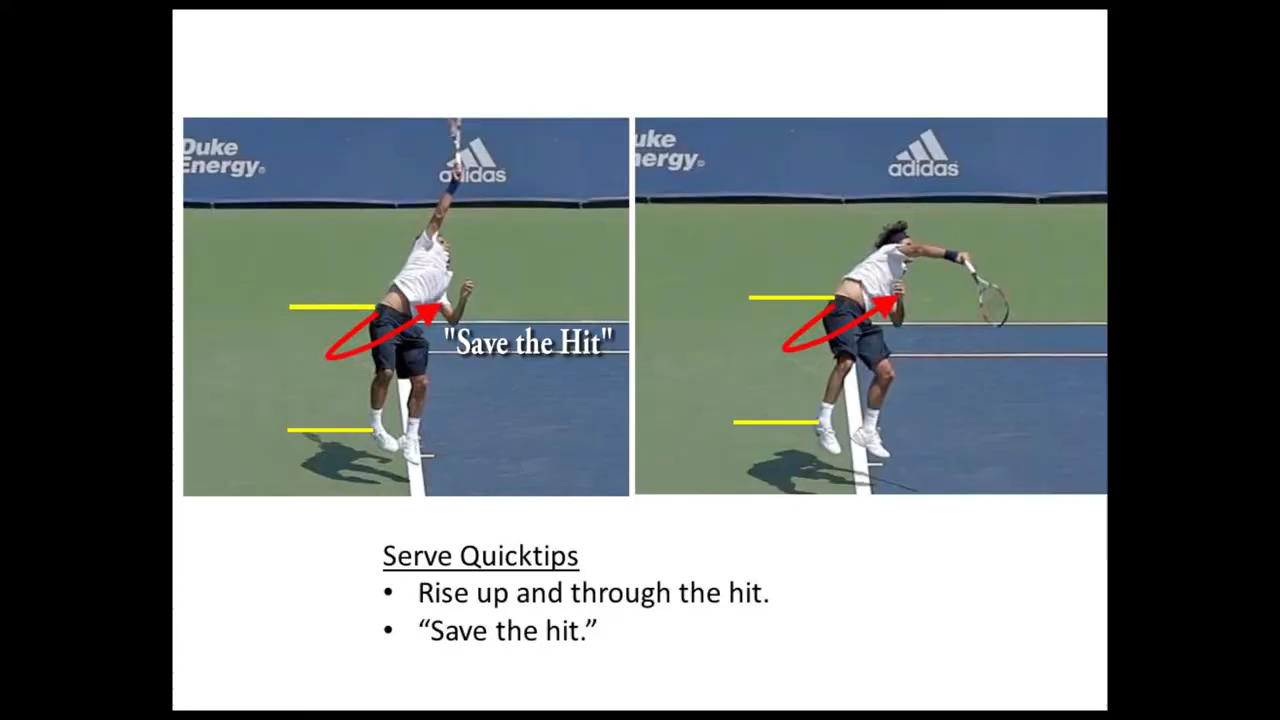 Duke
Energy®
adidas
uke
nergy®
adidas
"Save the Hit"
Serve Quicktips
• Rise up and through the hit.
• “Save the hit.”